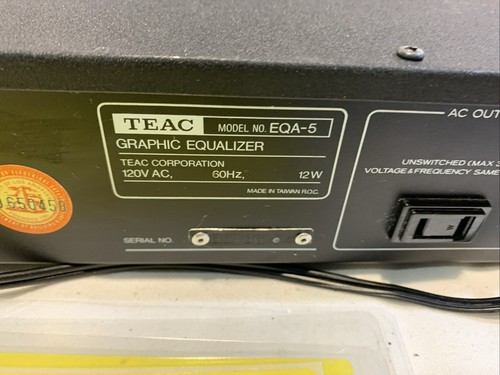 TEAC MODEL NO. EQA-5
GRAPHIC EQUALIZER
TEAC CORPORATION
120V AC, 60Hz, 12W
MADE IN TAIWAN R.O.C.
SERIAL NO.
AC OUT
UNSWITCHED (MAX 3
VOLTAGE & FREQUENCY SAME